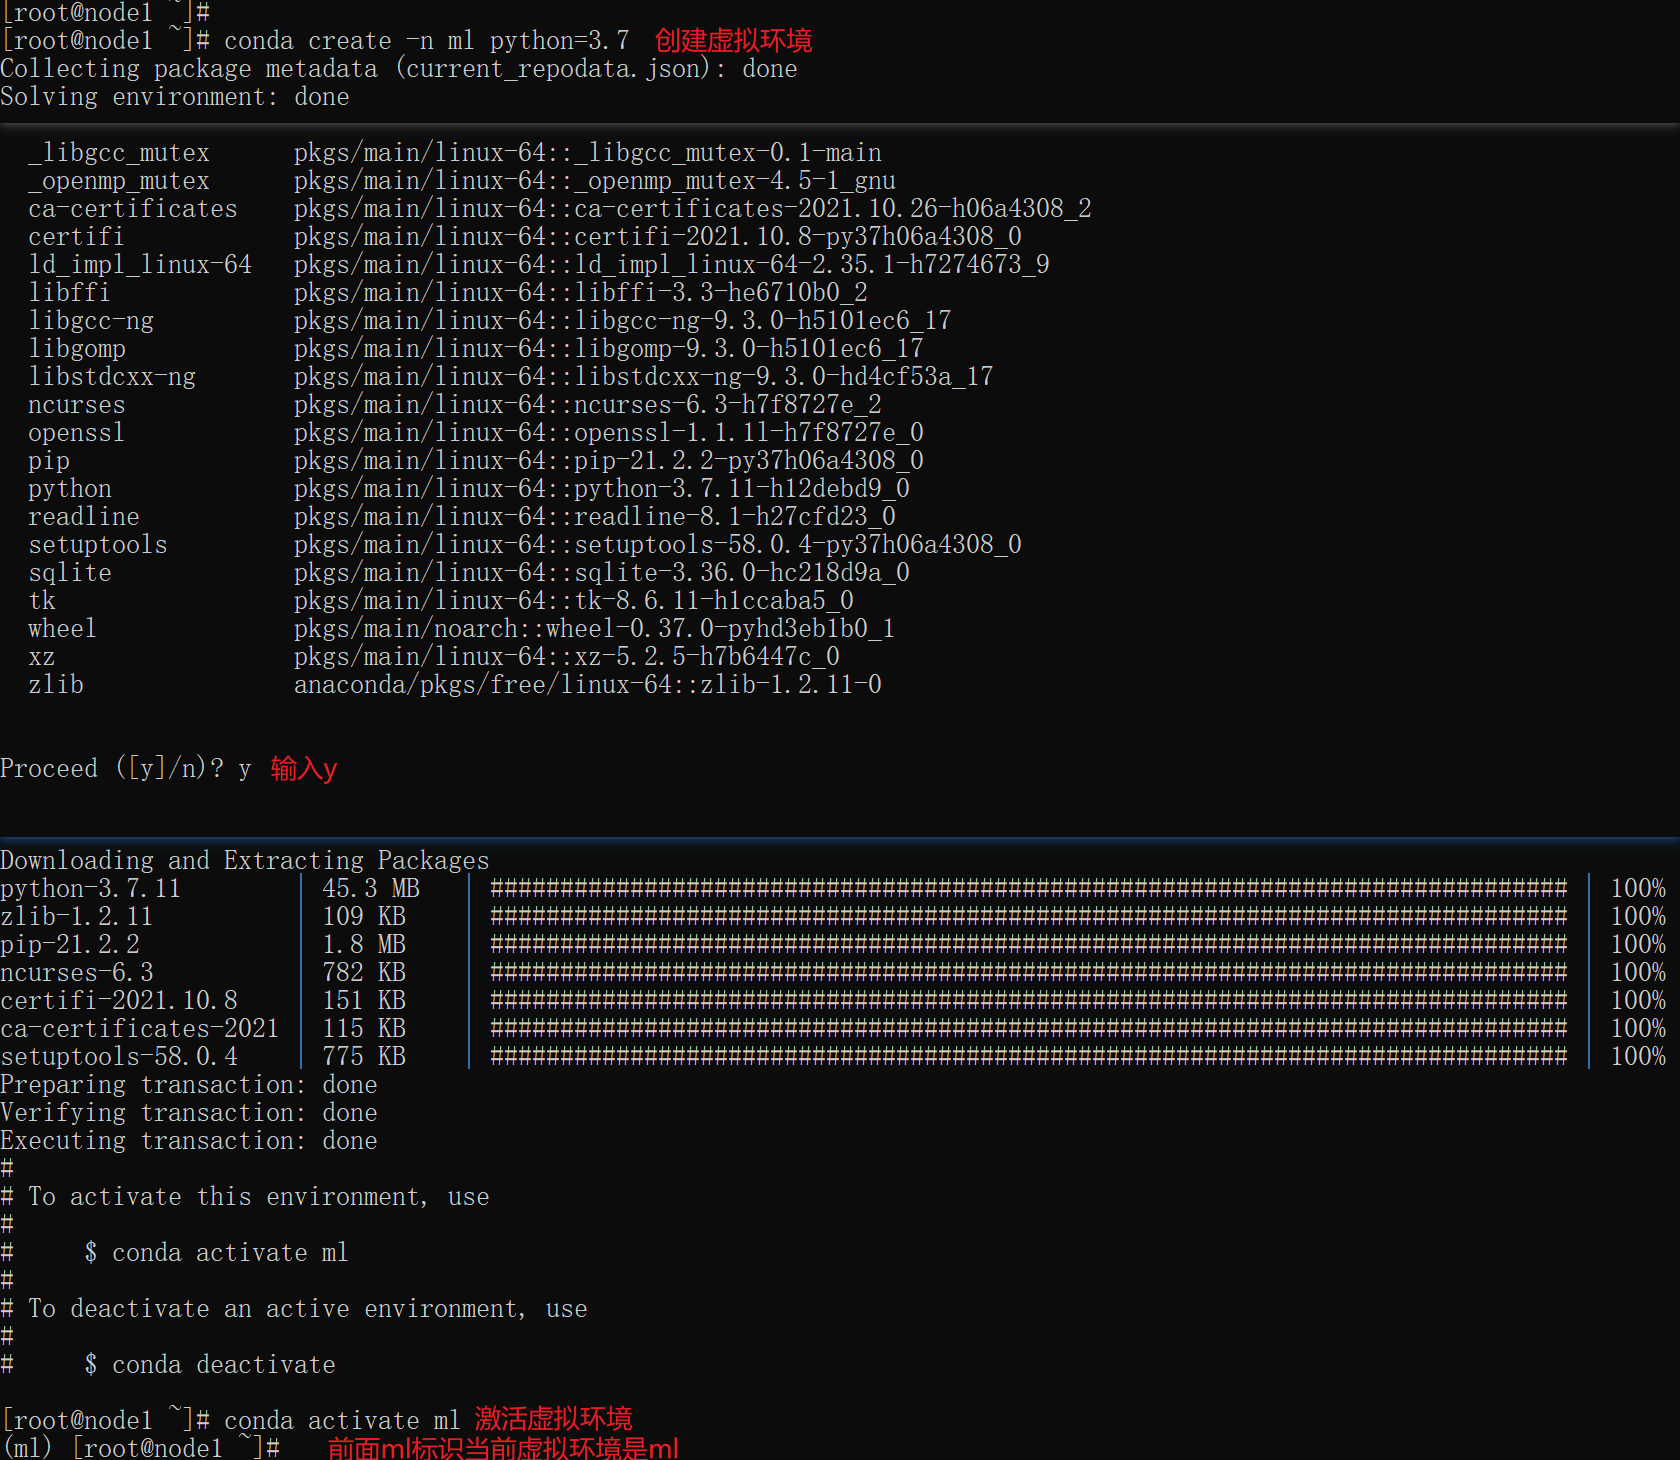 [root@node1 ~]#
[root@node1 ~]# conda create -n ml python=3.7 创建虚拟环境
Collecting package metadata (current_repodata.json): done
Solving environment: done
_libgcc_mutex pkgs/main/linux-64::_libgcc_mutex-0.1-main
_openmp_mutex pkgs/main/linux-64::_openmp_mutex-4.5-1_gnu
ca-certificates pkgs/main/linux-64::ca-certificates-2021.10.26-h06a4308_2
certifi pkgs/main/linux-64::certifi-2021.10.8-py37h06a4308_0
ld_impl_linux-64 pkgs/main/linux-64::ld_impl_linux-64-2.35.1-h7274673_9
libffi pkgs/main/linux-64::libffi-3.3-he6710b0_2
libgcc-ng pkgs/main/linux-64::libgcc-ng-9.3.0-h5101ec6_17
libgomp pkgs/main/linux-64::libgomp-9.3.0-h5101ec6_17
libstdcxx-ng pkgs/main/linux-64::libstdcxx-ng-9.3.0-hd4cf53a_17
ncurses pkgs/main/linux-64::ncurses-6.3-h7f8727e_2
openssl pkgs/main/linux-64::openssl-1.1.1l-h7f8727e_0
pip pkgs/main/linux-64::pip-21.2.2-py37h06a4308_0
python pkgs/main/linux-64::python-3.7.11-h12debd9_0
readline pkgs/main/linux-64::readline-8.1-h27cfd23_0
setuptools pkgs/main/linux-64::setuptools-58.0.4-py37h06a4308_0
sqlite pkgs/main/linux-64::sqlite-3.36.0-hc218d9a_0
tk pkgs/main/linux-64::tk-8.6.11-h1ccaba5_0
wheel pkgs/main/noarch::wheel-0.37.0-pyhd3eb1b0_1
xz pkgs/main/linux-64::xz-5.2.5-h7b6447c_0
zlib anaconda/pkgs/free/linux-64::zlib-1.2.11-0
Proceed ([y]/n)? y 输入y
Downloading and Extracting Packages
python-3.7.11 | 45.3 MB | ############################################################################# | 100%
zlib-1.2.11 | 109 KB | ############################################################################# | 100%
pip-21.2.2 | 1.8 MB | ############################################################################# | 100%
ncurses-6.3 | 782 KB | ############################################################################# | 100%
certifi-2021.10.8 | 151 KB | ############################################################################# | 100%
ca-certificates-2021 | 115 KB | ############################################################################# | 100%
setuptools-58.0.4 | 775 KB | ############################################################################# | 100%
Preparing transaction: done
Verifying transaction: done
Executing transaction: done
#
# To activate this environment, use
#
# $ conda activate ml
#
# To deactivate an active environment, use
#
# $ conda deactivate
[root@node1 ~]# conda activate ml 激活虚拟环境
(ml) [root@node1 ~]# 前面ml标识当前虚拟环境是ml